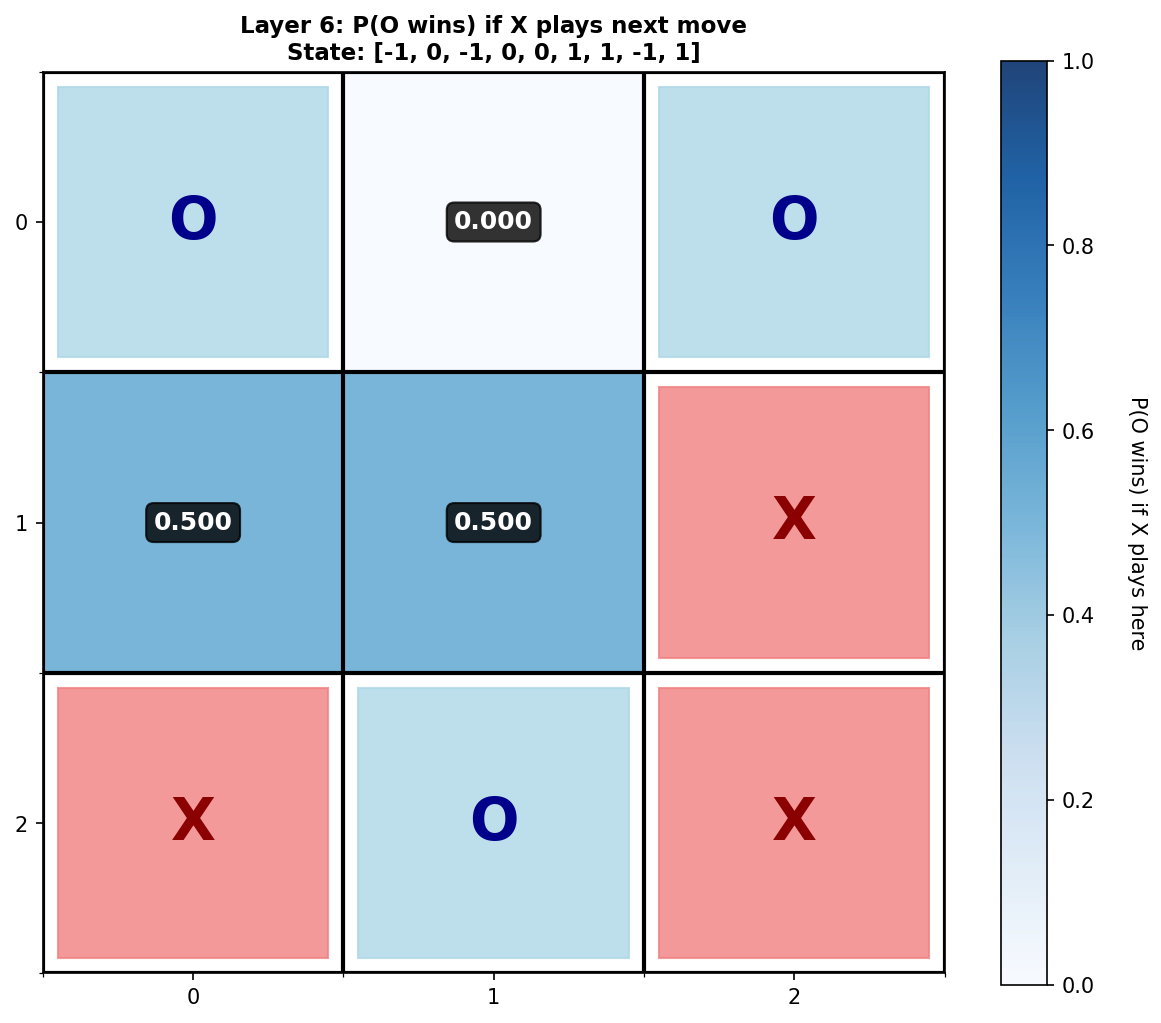 Layer 6: P(O wins) if X plays next move
State: [-1, 0, -1, 0, 0, 1, 1, -1, 1]
0
O
0.000
O
1
0.500
0.500
X
2
X
O
X
0
1
2
1.0
0.8
0.6
0.4
0.2
0.0
P(O wins) if X plays here